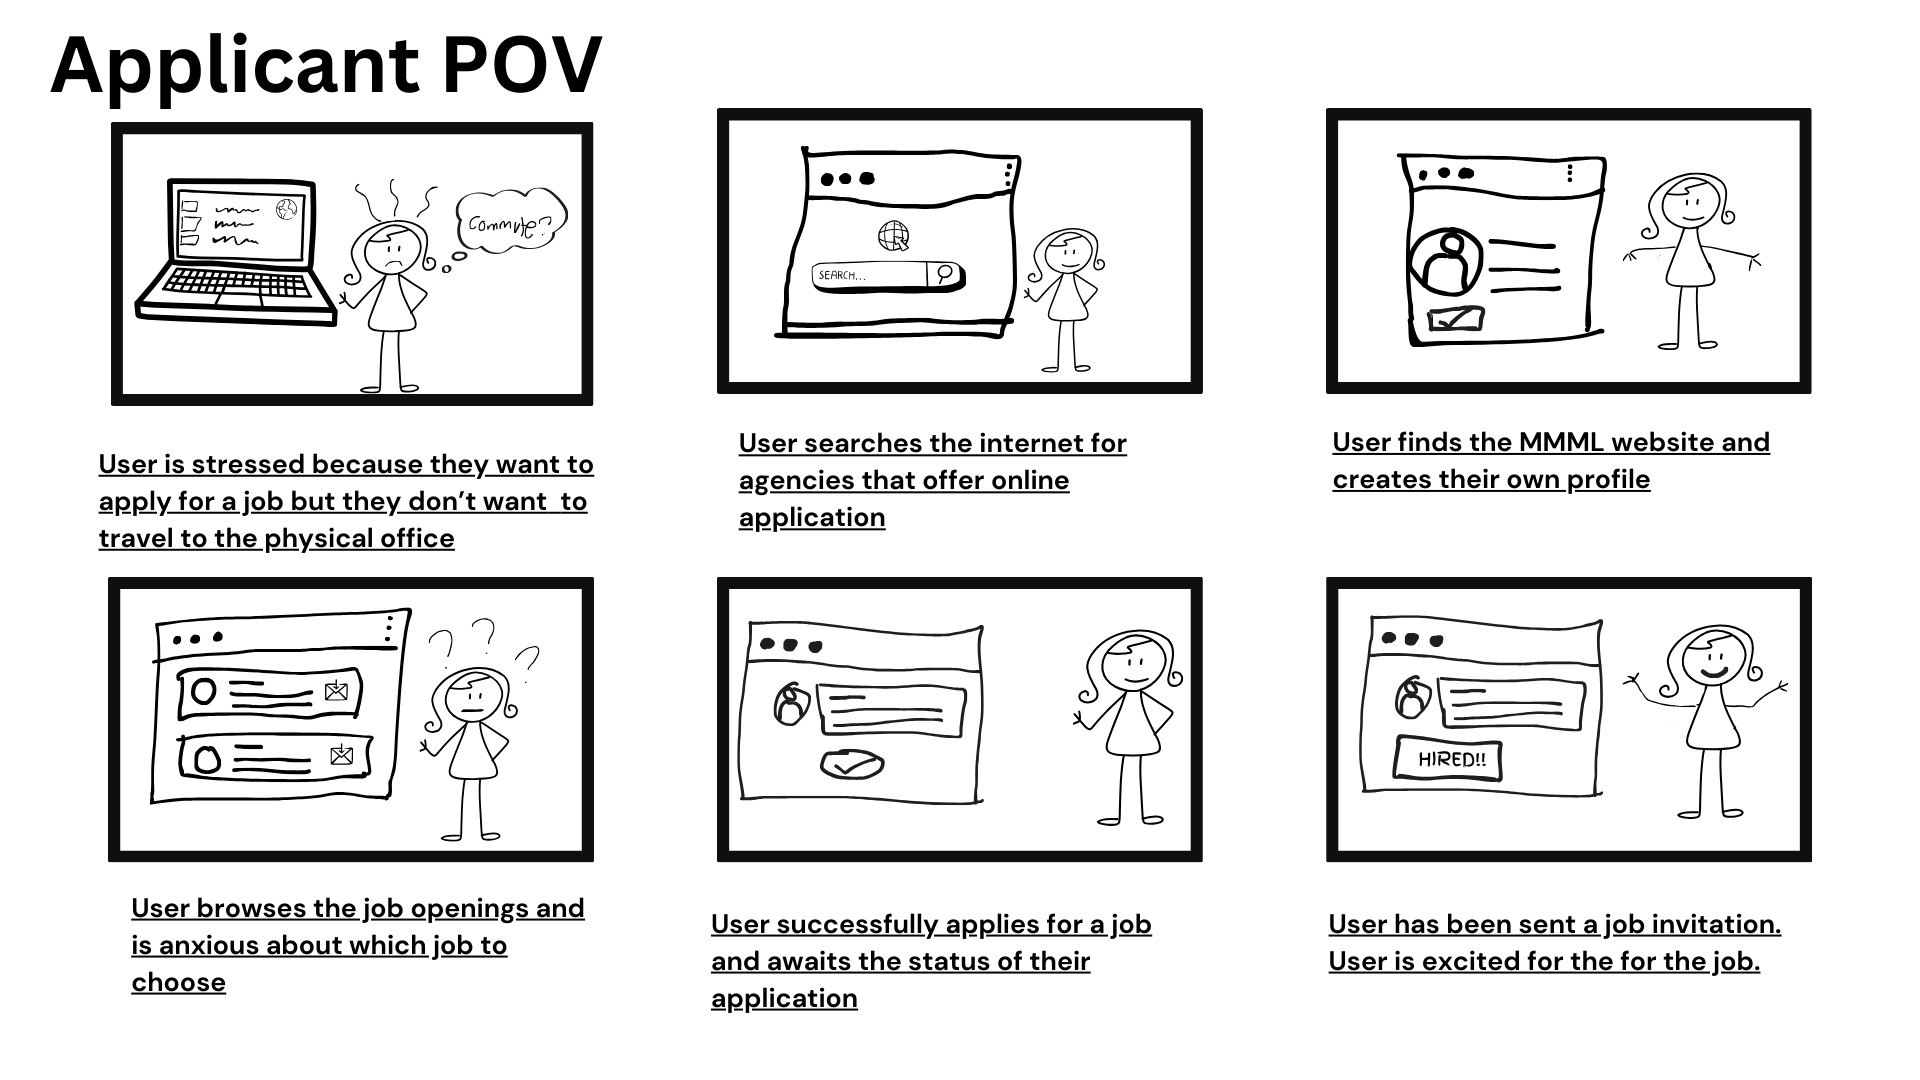 Applicant POV
Commute?
User is stressed because they want to
apply for a job but they don’t want  to
travel to the physical office
SEARCH...
User searches the internet for
agencies that offer online
application
User finds the MMML website and
creates their own profile
User browses the job openings and
is anxious about which job to
choose
User successfully applies for a job
and awaits the status of their
application
HIRED!!
User has been sent a job invitation.
User is excited for the for the job.